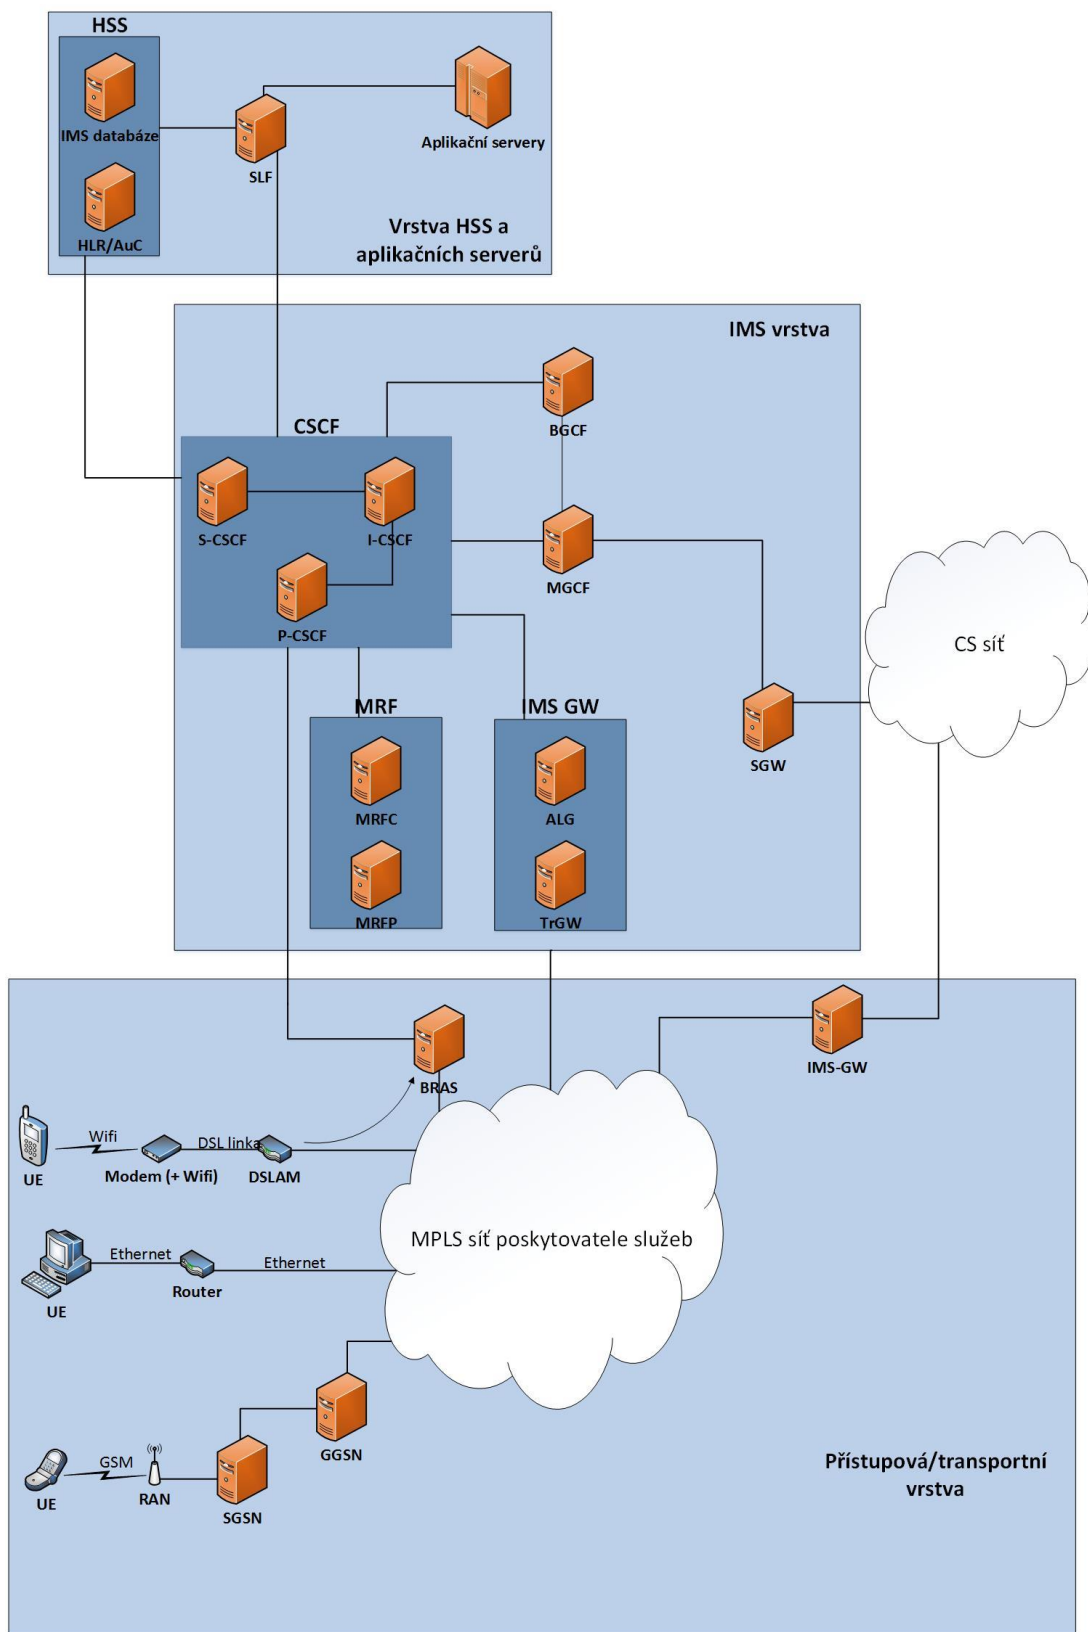 HSS
IMS databáze
HLR/AuC
SLF
Aplikační servery
Vrstva HSS a
aplikačních serverů
IMS vrstva
BGCF
CSCF
S-CSCF
I-CSCF
P-CSCF
MGCF
CS síť
SGW
MRF
MRFC
MRFP
IMS GW
ALG
TrGW
IMS-GW
BRAS
UE
Wifi
Modem (+ Wifi)
DSL linka
DSLAM
MPLS síť poskytovatele služeb
UE
Ethernet
Router
Ethernet
UE
GSM
RAN
SGSN
GGSN
Přístupová/transportní
vrstva